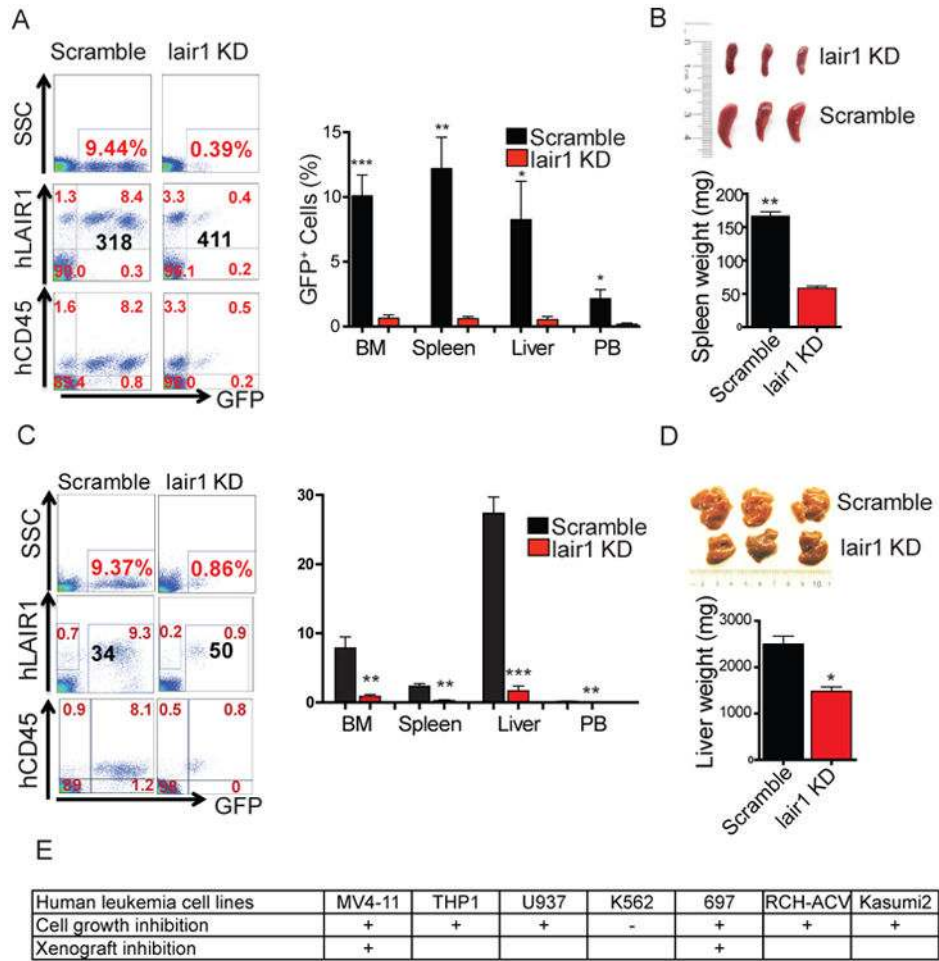 A
Scramble lair1 KD
SSC
9.44%
0.39%
hLAIR1
1.3 8.4
318
0.3
3.3 0.4
411
0.2
hCD45
1.6 8.2
0.8
3.3 0.5
0.2
GFP
GFP+ Cells (%)
15
10
5
0
*** ** * *
Scramble
lair1 KD
BM Spleen Liver PB
B
lair1 KD
Scramble
Spleen weight (mg)
200
150
100
50
0
**
Scramble
lair1 KD
C
Scramble lair1 KD
SSC
9.37%
0.86%
hLAIR1
0.7 9.3
34
0.2 0.9
50
hCD45
0.9 8.1
89 1.2
0.5 0.8
98 0
GFP
30
20
10
0
Scramble
lair1 KD
** ** *** **
BM Spleen Liver PB
D
Scramble
lair1 KD
Liver weight (mg)
3000
2000
1000
0
*
Scramble
lair1 KD
E
Human leukemia cell lines MV4-11 THP1 U937 K562 697 RCH-ACV Kasumi2
Cell growth inhibition + + + - + + +
Xenograft inhibition + +